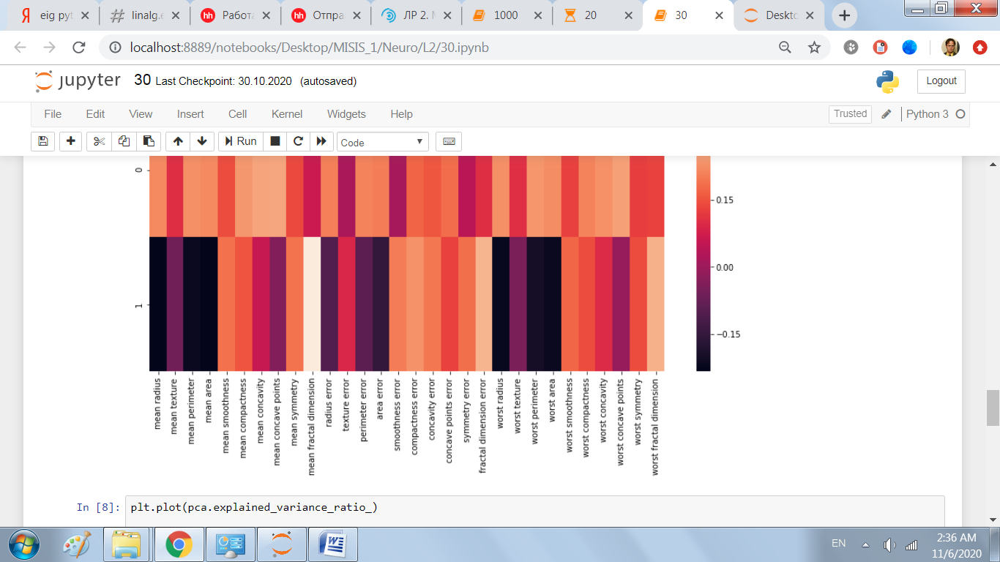 eig pyt
linalg.e
Работа
Отпра
ЛР 2. М
1000
20
30
Deskto
localhost:8889/notebooks/Desktop/MISIS_1/Neuro/L2/30.ipynb
jupyter 30 Last Checkpoint: 30.10.2020 (autosaved)
Logout
File Edit View Insert Cell Kernel Widgets Help
Trusted
Python 3
Run
Code
0
1
0.15
0.00
−0.15
mean radius
mean texture
mean perimeter
mean area
mean smoothness
mean compactness
mean concavity
mean concave points
mean symmetry
mean fractal dimension
radius error
texture error
perimeter error
area error
smoothness error
compactness error
concavity error
concave points error
symmetry error
fractal dimension error
worst radius
worst texture
worst perimeter
worst area
worst smoothness
worst compactness
worst concavity
worst concave points
worst symmetry
worst fractal dimension
In [8]: plt.plot(pca.explained_variance_ratio_)
EN
2:36 AM
11/6/2020